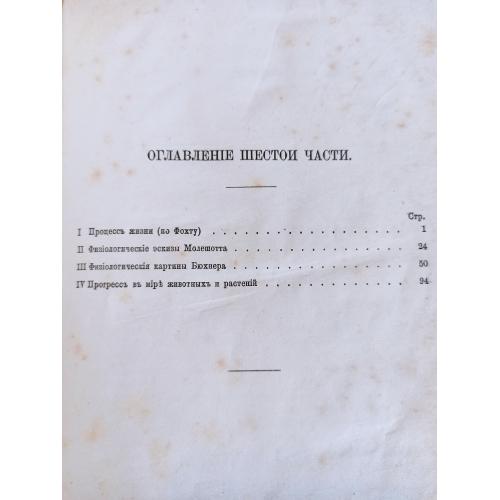 ОГЛАВЛЕНІЕ ШЕСТОИ ЧАСТИ.
Стр.
I Процессъ жизни (по Фохту) . . . . . . . . . . . . . . . . 1
II Физіологическіе эскизы Молешотта . . . . . . . . . . . . . . 24
III Физіологическія картины Бюхнера . . . . . . . . . . . . . . 50
IV Прогрессъ въ мірѣ животныхъ и растеній . . . . . . . . . . . 94